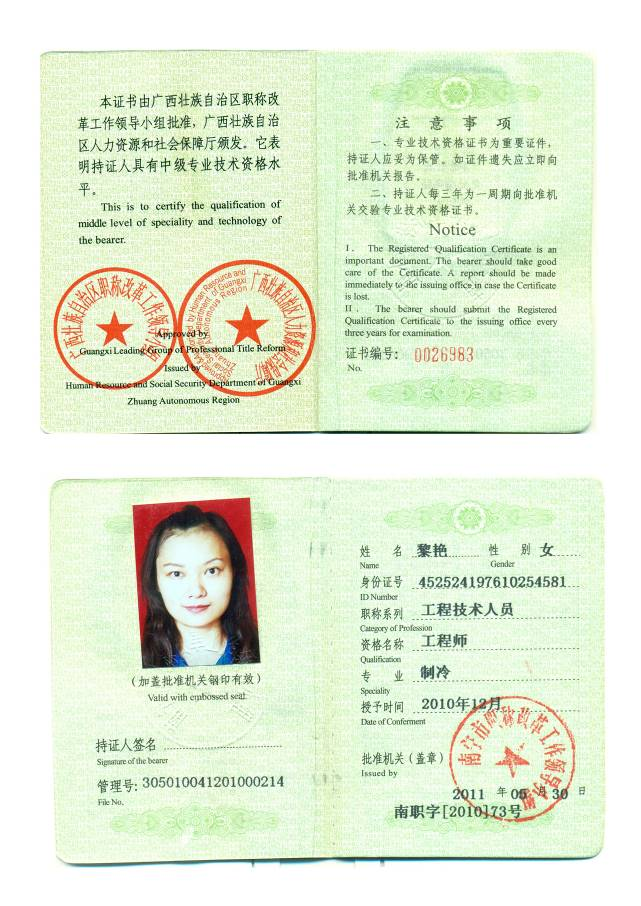 本证书由广西壮族自治区职称改
革工作领导小组批准，广西壮族自治
区人力资源和社会保障厅颁发。它表
明持证人具有中级专业技术资格水
平。
This is to certify the qualification of
middle level of speciality and technology of
the bearer.
广西壮族自治区职称改革工作领导小组
广西壮族自治区人力资源和社会保障厅
Approved by
Guangxi Leading Group of Professional Title Reform
Issued by
Human Resource and Social Security Department of Guangxi
Zhuang Autonomous Region
注意事项
一、专业技术资格证书为重要证件，
持证人应妥为保管。如证件遗失应立即向
批准机关报告。
二、持证人每三年为一周期向批准机
关交验专业技术资格证书。
Notice
I . The Registered Qualification Certificate is an
important document. The bearer should take good
care of the Certificate. A report should be made
immediately to the issuing office in case the Certificate
is lost.
II . The bearer should submit the Registered
Qualification Certificate to the issuing office every
three years for examination.
证书编号: 0026983
No.
(加盖批准机关钢印有效)
Valid with embossed seal.
持证人签名
Signature of the bearer
管理号: 305010041201000214
File No.
姓 名 黎艳 性 别 女
Name Gender
身份证号 452524197610254581
ID Number
职称系列 工程技术人员
Category of Profession
资格名称 工程师
Qualification
专 业 制冷
Speciality
授予时间 2010年12月
Date of Conferment
批准机关(盖章)
Issued by
南宁市职称改革工作领导小组
2011 年 05 月 30 日
南职字[2010]73号